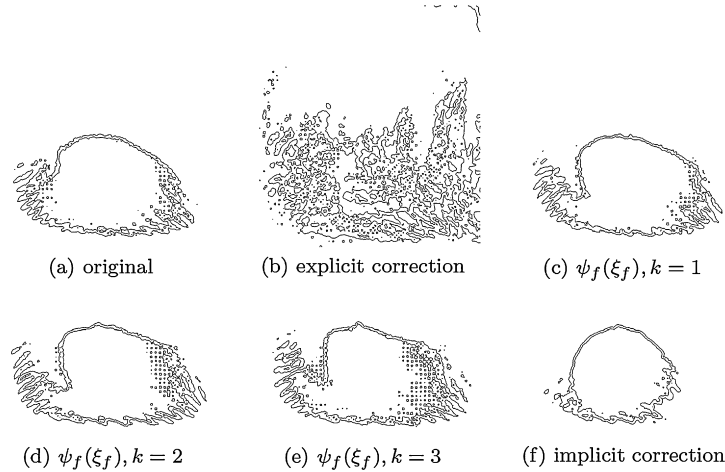 (a) original
(b) explicit correction
(c) ψ_f(ξ_f), k = 1
(d) ψ_f(ξ_f), k = 2
(e) ψ_f(ξ_f), k = 3
(f) implicit correction